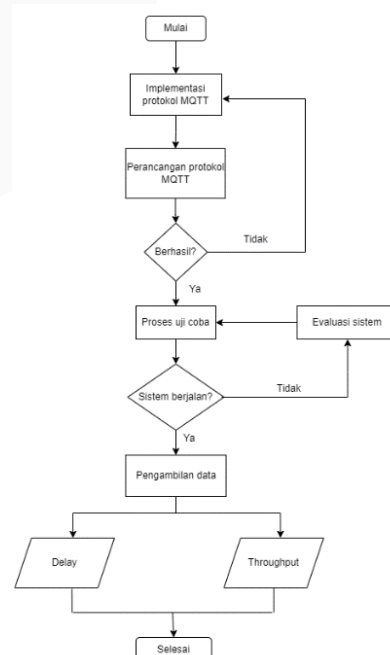 Mulai
Implementasi
protokol MQTT
Perancangan protokol
MQTT
Berhasil?
Tidak
Ya
Proses uji coba
Evaluasi sistem
Sistem berjalan?
Tidak
Ya
Pengambilan data
Delay
Throughput
Selesai